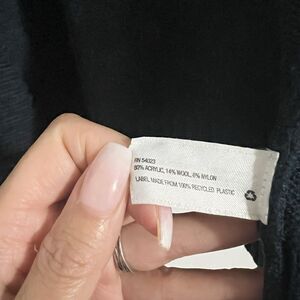 RN 54023
80% ACRYLIC, 14% WOOL, 6% NYLON
LABEL MADE FROM 100% RECYCLED PLASTIC